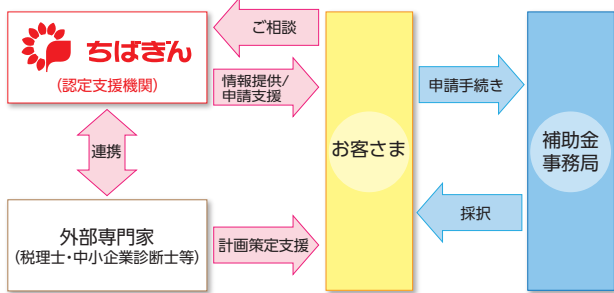 ちばぎん
(認定支援機関)
ご相談
情報提供/
申請支援
お客さま
申請手続き
補助金
事務局
採択
連携
外部専門家
(税理士・中小企業診断士等)
計画策定支援